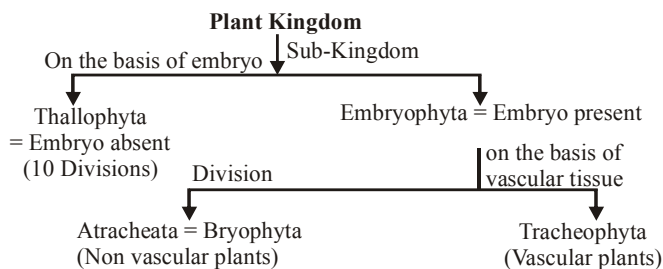 Plant Kingdom
Sub-Kingdom
On the basis of embryo
Thallophyta
= Embryo absent
(10 Divisions)
Embryophyta = Embryo present
on the basis of
vascular tissue
Division
Atracheata = Bryophyta
(Non vascular plants)
Tracheophyta
(Vascular plants)